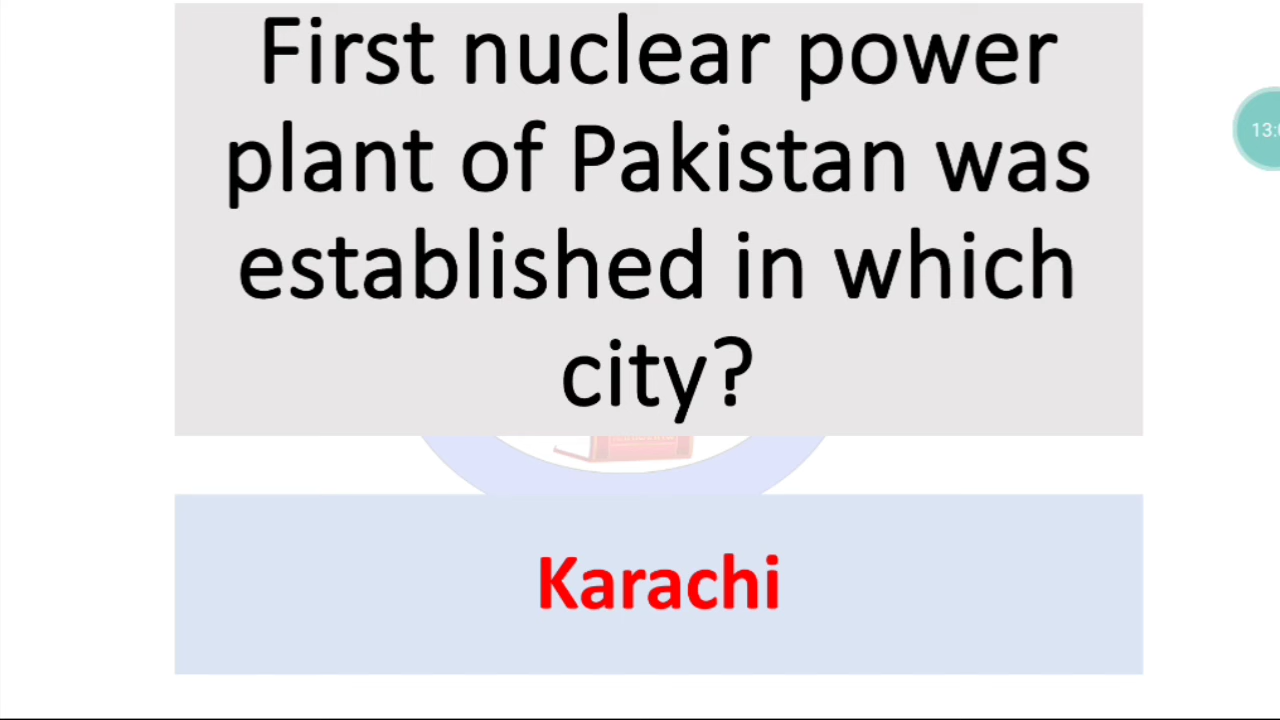 First nuclear power
plant of Pakistan was
established in which
city?
Karachi